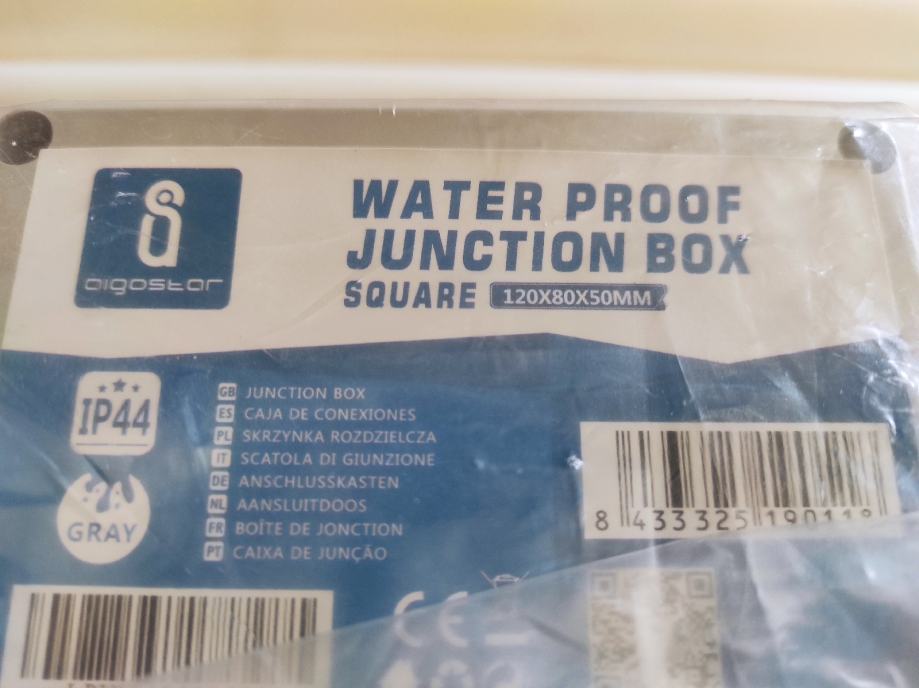 aigostar
WATER PROOF
JUNCTION BOX
SQUARE 120X80X50MM
IP44
GRAY
GB JUNCTION BOX
ES CAJA DE CONEXIONES
PL SKRZYNKA ROZDZIELCZA
IT SCATOLA DI GIUNZIONE
DE ANSCHLUSSKASTEN
NL AANSLUITDOOS
FR BOÎTE DE JONCTION
PT CAIXA DE JUNÇÃO
8 433325 190118
CE